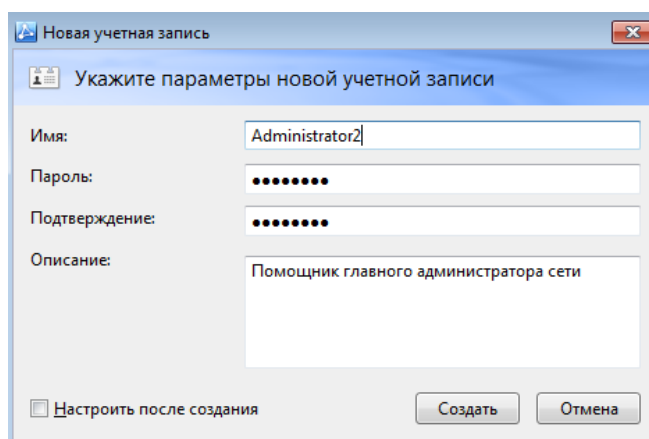 Новая учетная запись
Укажите параметры новой учетной записи
Имя:
Administrator2
Пароль:
••••••••
Подтверждение:
••••••••
Описание:
Помощник главного администратора сети
Настроить после создания
Создать
Отмена